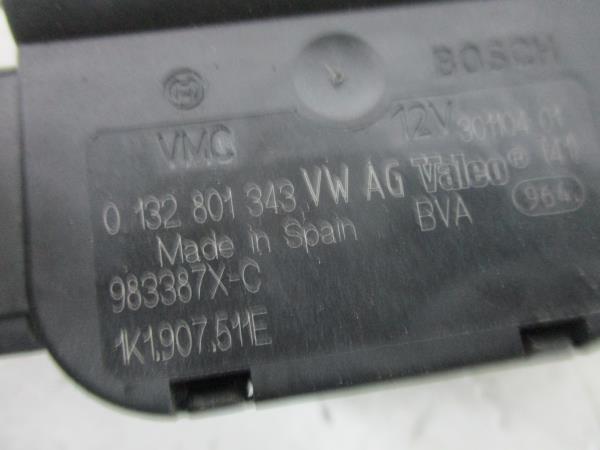 BOSCH
VMC 12V 301104 01
0 132 801 343 VW AG Valeo® (41)
Made in Spain BVA 964
983387X-C
1K1.907.511E